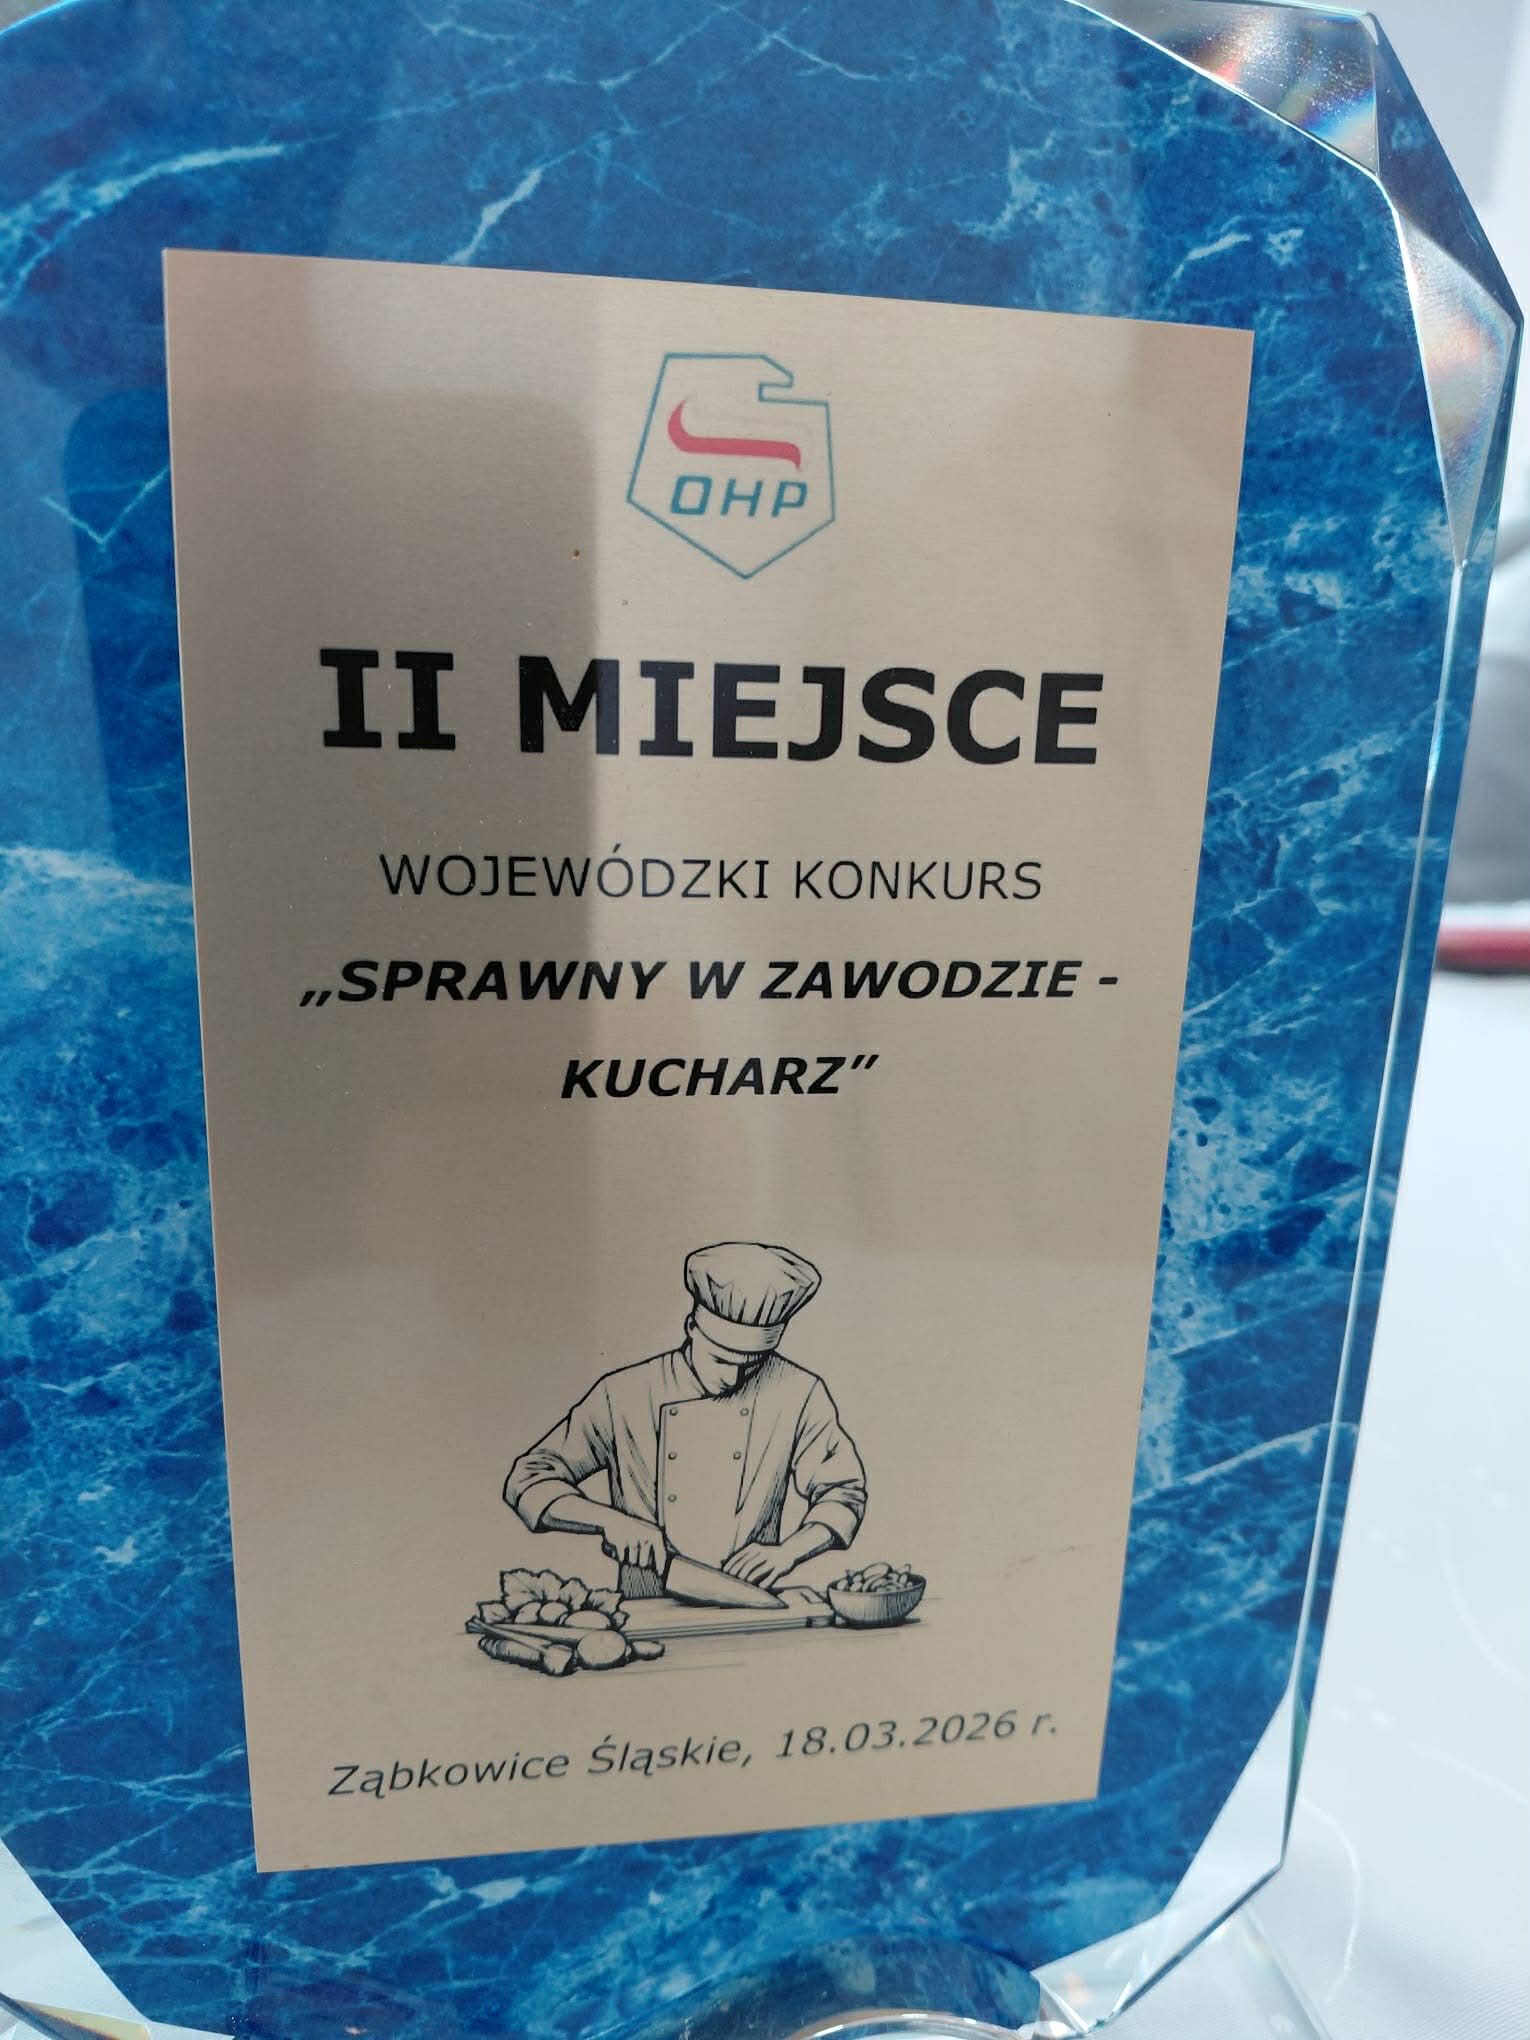 OHP
II MIEJSCE
WOJEWÓDZKI KONKURS
„SPRAWNY W ZAWODZIE -
KUCHARZ”
Ząbkowice Śląskie, 18.03.2026 r.